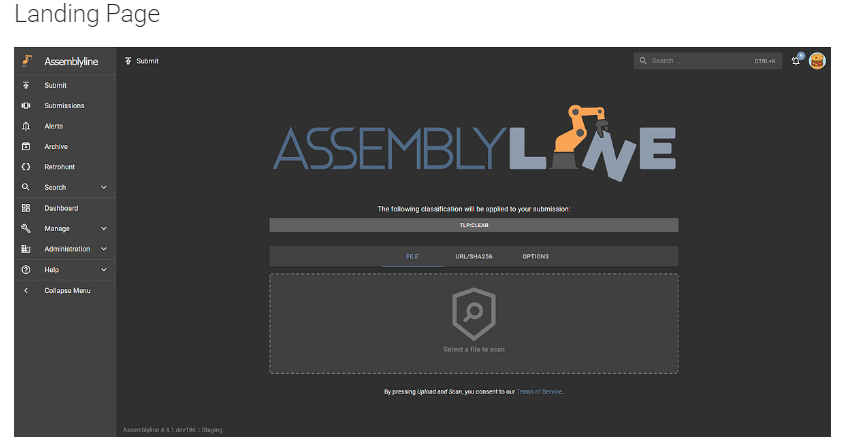 Landing Page
Assemblyline
Submit
Search ...
CTRL+K
5
Submit
Submissions
Alerts
Archive
Retrohunt
Search
Dashboard
Manage
Administration
Help
Collapse Menu
ASSEMBLYLINE
The following classification will be applied to your submission:
TLP:CLEAR
FILE
URL/SHA256
OPTIONS
Select a file to scan
By pressing Upload and Scan, you consent to our Terms of Service.
Assemblyline 4.4.1.dev196 :: Staging